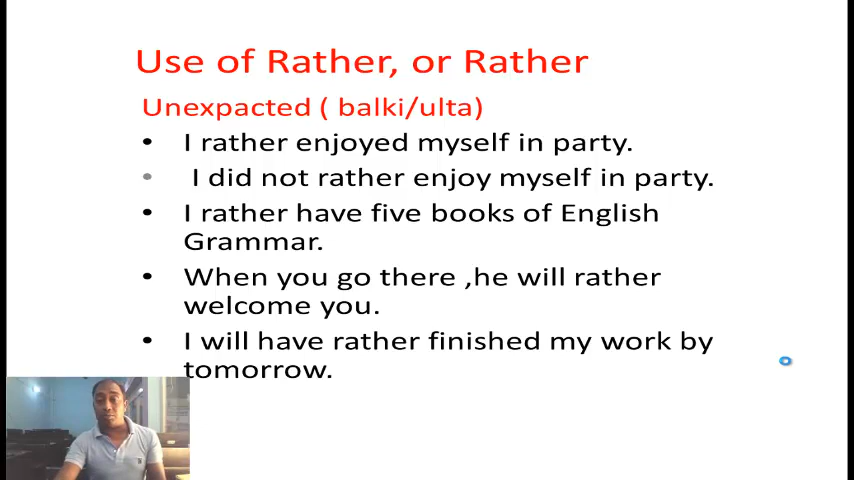 Use of Rather, or Rather
Unexpacted ( balki/ulta)
• I rather enjoyed myself in party.
• I did not rather enjoy myself in party.
• I rather have five books of English
Grammar.
• When you go there ,he will rather
welcome you.
• I will have rather finished my work by
tomorrow.